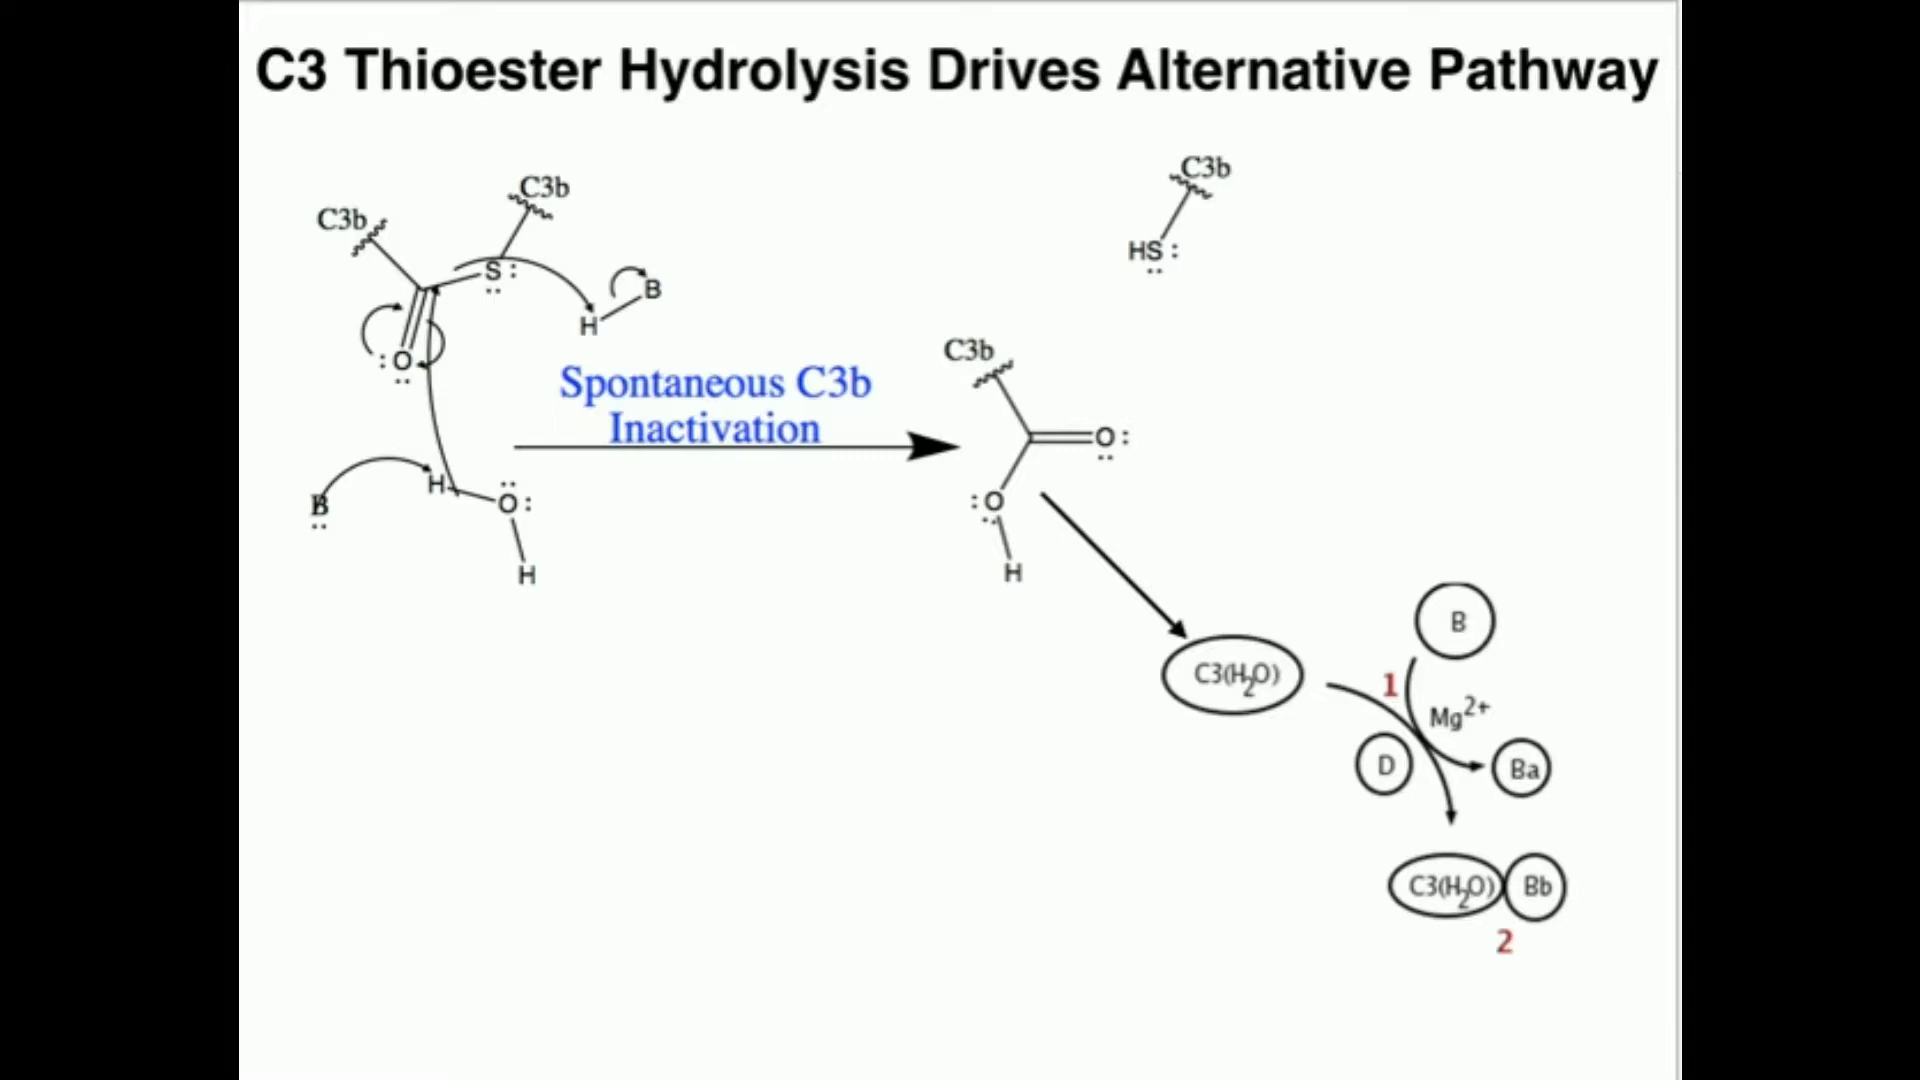 C3 Thioester Hydrolysis Drives Alternative Pathway
C3b
C3b
S:
H
B
:O
B
H
O:
H
Spontaneous C3b
Inactivation
C3b
HS:
C3b
O:
:O
H
C3(H₂O)
B
1
Mg²⁺
D
Ba
C3(H₂O)
Bb
2